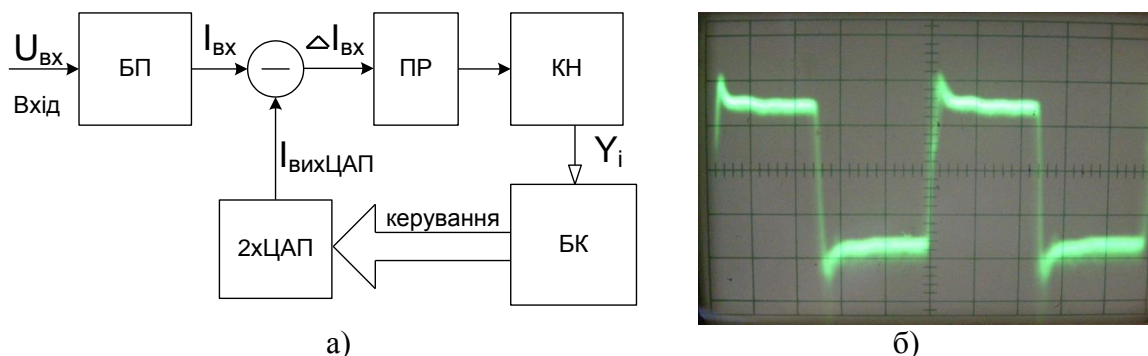 Uвх
Вхід
БП
Iвх
−
△Iвх
ПР
КН
Yi
IвихЦАП
2хЦАП
керування
БК
а)
б)